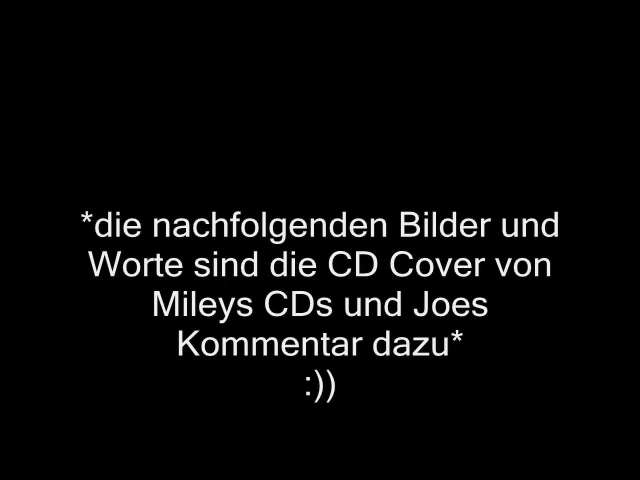 *die nachfolgenden Bilder und
Worte sind die CD Cover von
Mileys CDs und Joes
Kommentar dazu*
:))